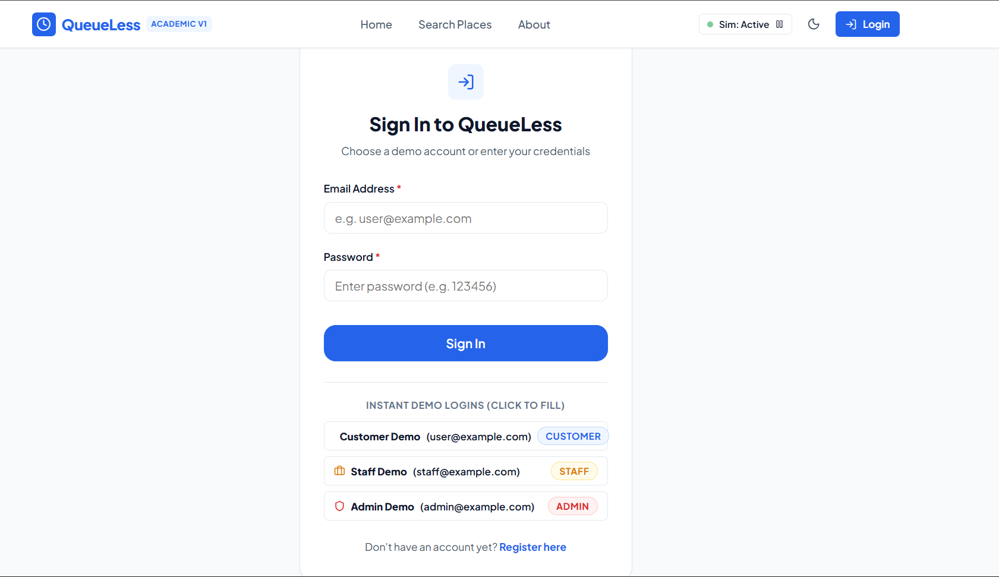 QueueLess ACADEMIC V1 Home Search Places About Sim: Active Login
Sign In to QueueLess
Choose a demo account or enter your credentials
Email Address *
e.g. user@example.com
Password *
Enter password (e.g. 123456)
Sign In
INSTANT DEMO LOGINS (CLICK TO FILL)
Customer Demo (user@example.com) CUSTOMER
Staff Demo (staff@example.com) STAFF
Admin Demo (admin@example.com) ADMIN
Don't have an account yet? Register here